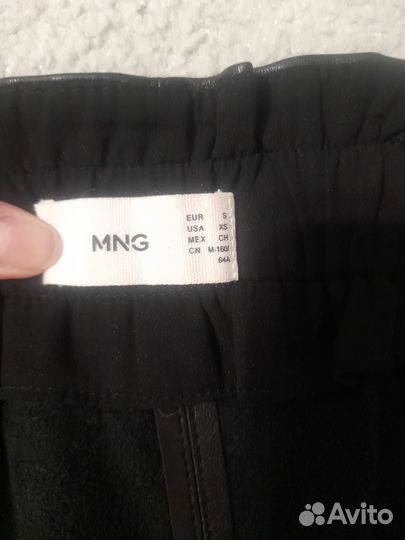 MNG
EUR S
USA XS
MEX CH
CN M-160/
64A
Avito